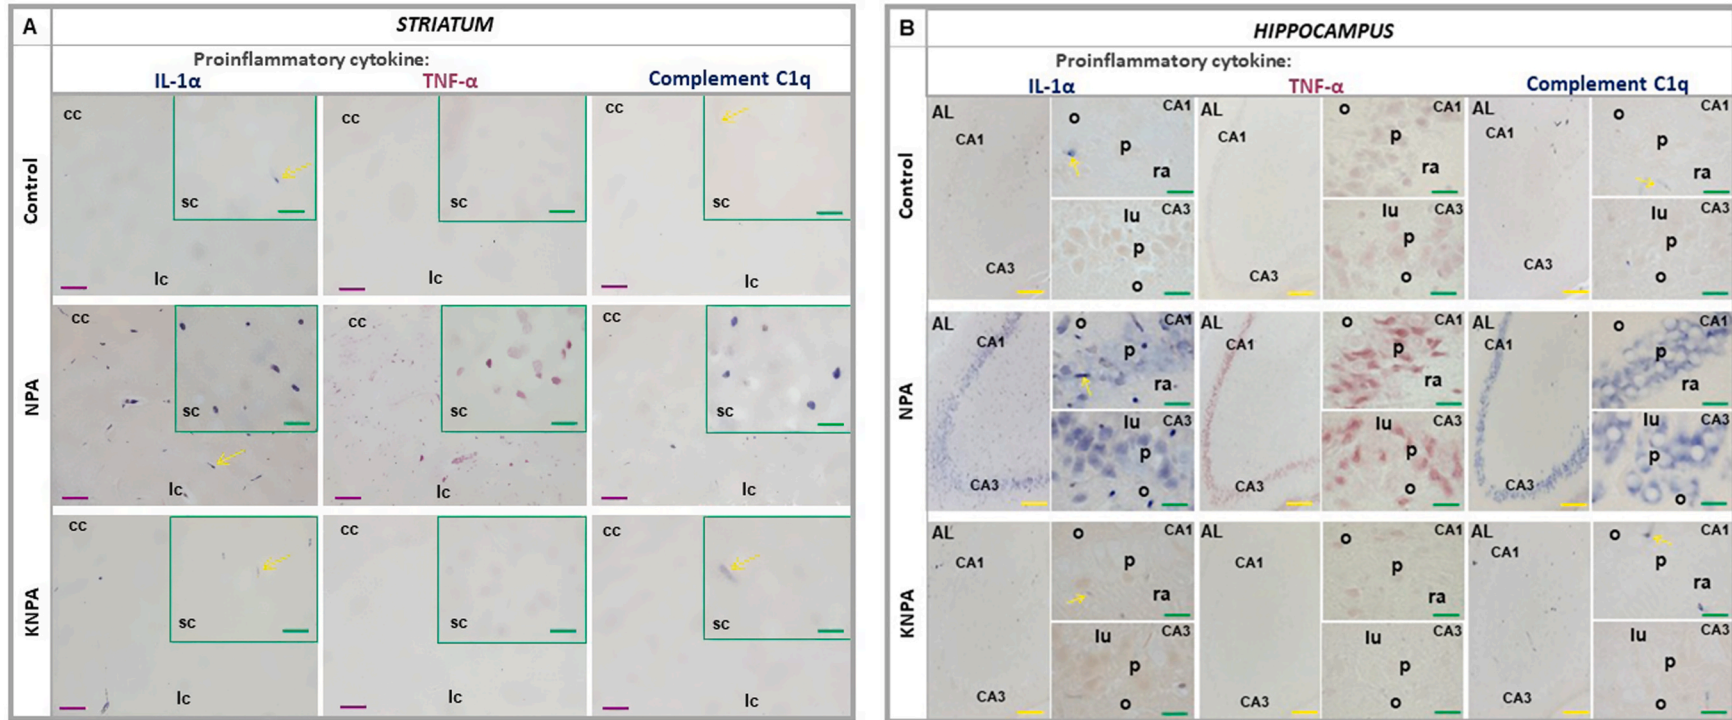 A STRIATUM
Proinflammatory cytokine:
IL-1α TNF-α Complement C1q
Control
cc sc lc
cc sc lc
cc sc lc
NPA
cc sc lc
cc sc lc
cc sc lc
KNPA
cc sc lc
cc sc lc
cc sc lc
B HIPPOCAMPUS
Proinflammatory cytokine:
IL-1α TNF-α Complement C1q
Control
AL CA1 CA3
o p ra CA1
lu p o CA3
AL CA3
o p ra CA1
lu p o CA3
AL CA1 CA3
o p ra CA1
lu p o CA3
NPA
AL CA1 CA3
o p ra CA1
lu p o CA3
AL CA1 CA3
o p ra CA1
lu p o CA3
AL CA1 CA3
o p ra CA1
lu p o CA3
KNPA
AL CA1 CA3
o p ra CA1
lu p o CA3
AL CA1 CA3
o p ra CA1
lu p o CA3
AL CA1 CA3
o p ra CA1
lu p o CA3